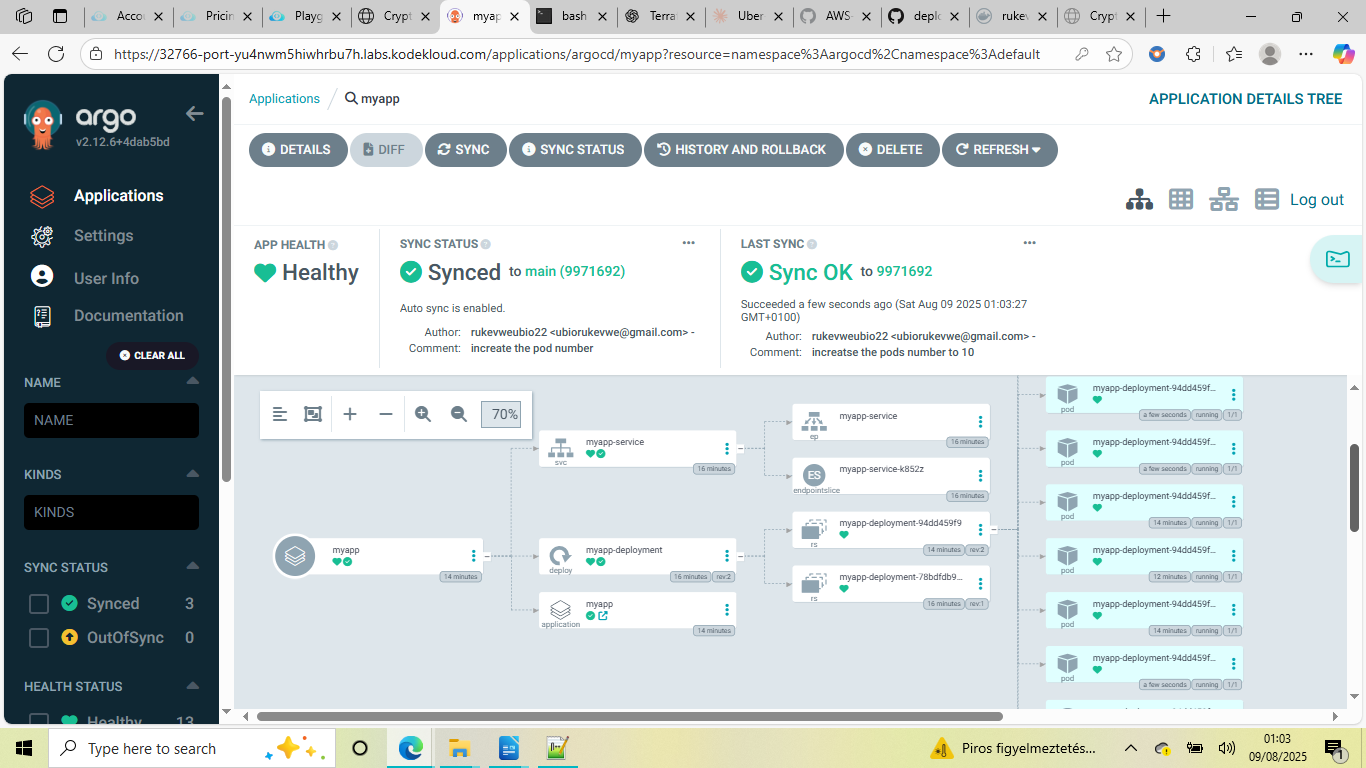 Accou
Pricin
Playg
Crypt
myap
bash
Terra
Uber
AWS-
deplo
rukev
Crypt
https://32766-port-yu4nwm5hiwhrbu7h.labs.kodekloud.com/applications/argocd/myapp?resource=namespace%3Aargocd%2Cnamespace%3Adefault
argo
v2.12.6+4dab5bd
Applications
Settings
User Info
Documentation
CLEAR ALL
NAME
NAME
KINDS
KINDS
SYNC STATUS
Synced 3
OutOfSync 0
HEALTH STATUS
Healthy 13
Applications / myapp
APPLICATION DETAILS TREE
DETAILS
DIFF
SYNC
SYNC STATUS
HISTORY AND ROLLBACK
DELETE
REFRESH
Log out
APP HEALTH
Healthy
SYNC STATUS
Synced to main (9971692)
Auto sync is enabled.
Author: rukevweubio22 <ubiorukevwe@gmail.com> -
Comment: increate the pod number
LAST SYNC
Sync OK to 9971692
Succeeded a few seconds ago (Sat Aug 09 2025 01:03:27
GMT+0100)
Author: rukevweubio22 <ubiorukevwe@gmail.com> -
Comment: increatse the pods number to 10
70%
myapp
14 minutes
myapp-service
svc
16 minutes
myapp-deployment
deploy
16 minutes rev:2
myapp
application
14 minutes
myapp-service
ep
16 minutes
ES
myapp-service-k852z
endpointslice
16 minutes
myapp-deployment-94dd459f9
rs
14 minutes rev:2
myapp-deployment-78bdfdb9...
rs
16 minutes rev:1
myapp-deployment-94dd459f...
pod
a few seconds running 1/1
myapp-deployment-94dd459f...
pod
a few seconds running 1/1
myapp-deployment-94dd459f...
pod
14 minutes running 1/1
myapp-deployment-94dd459f...
pod
12 minutes running 1/1
myapp-deployment-94dd459f...
pod
14 minutes running 1/1
myapp-deployment-94dd459f...
pod
a few seconds running 1/1
Type here to search
Piros figyelmeztetés...
01:03
09/08/2025
1